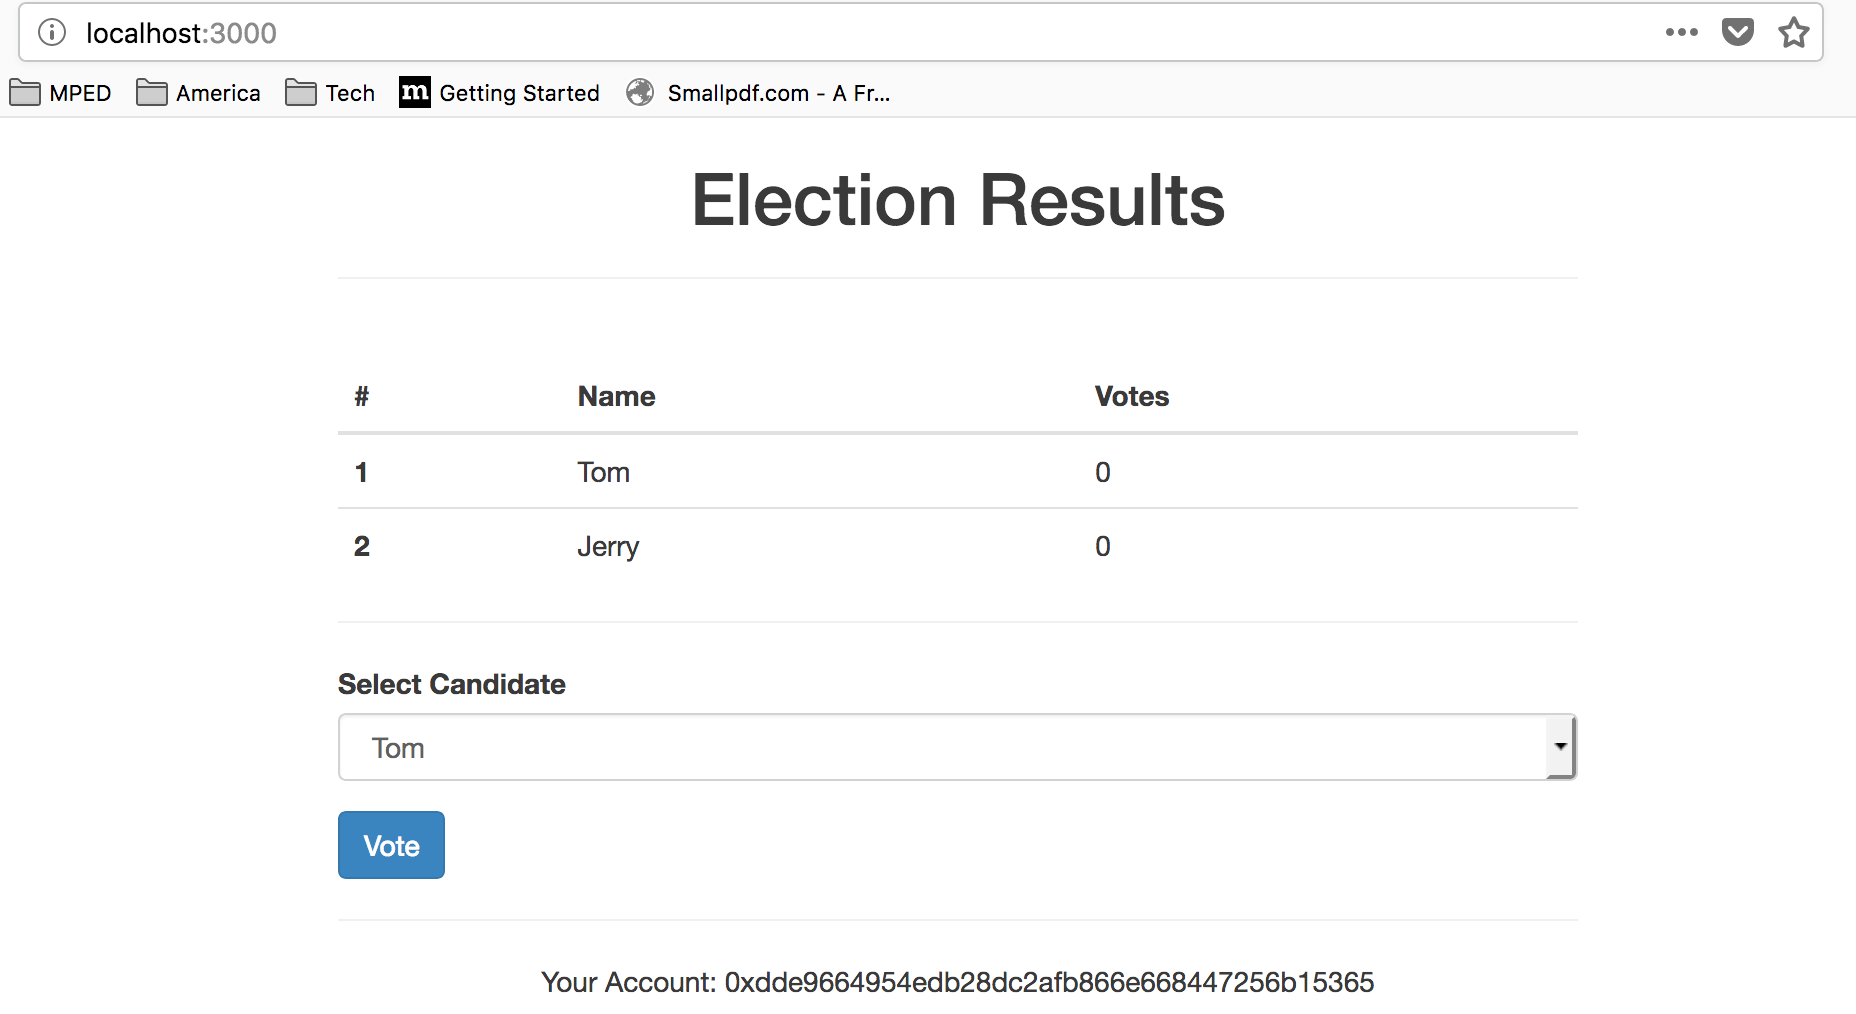 localhost:3000
MPED America Tech m Getting Started Smallpdf.com - A Fr...
Election Results
# Name Votes
1 Tom 0
2 Jerry 0
Select Candidate
Tom
Vote
Your Account: 0xdde9664954edb28dc2afb866e668447256b15365